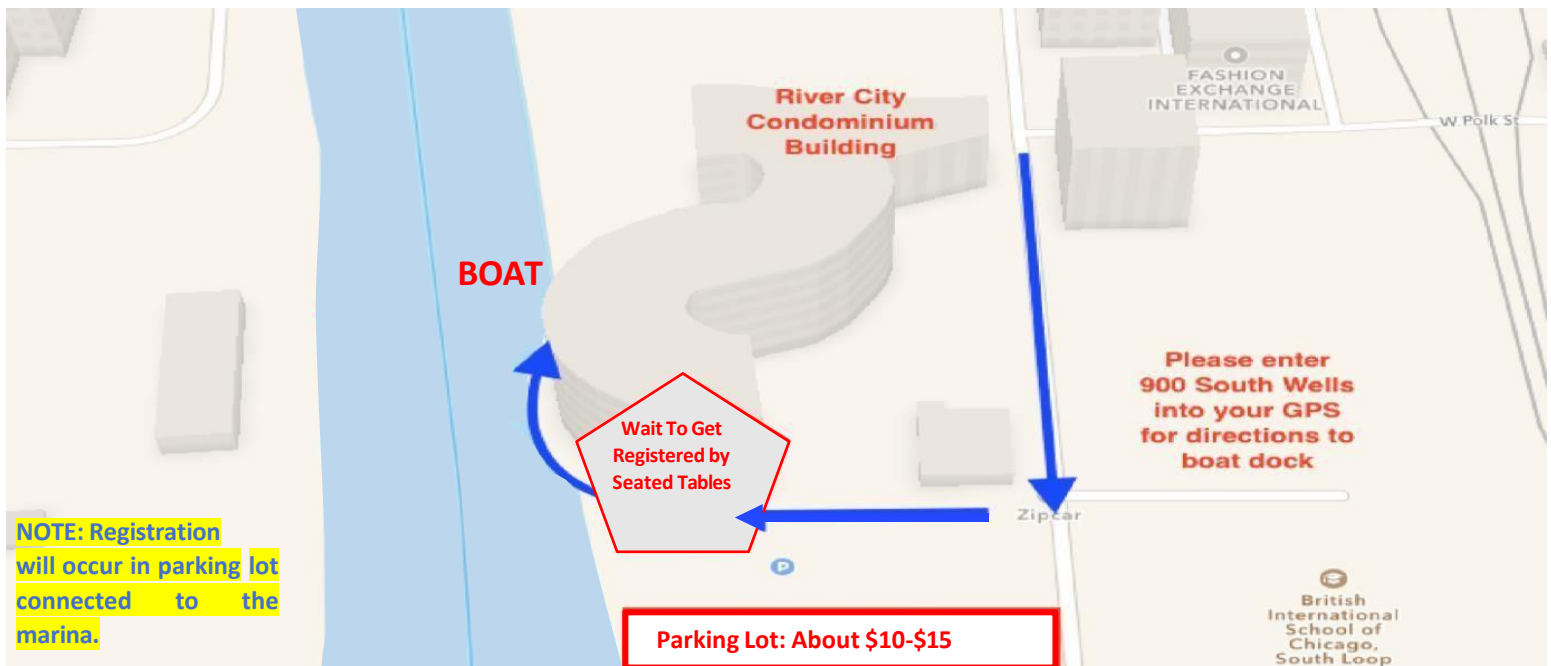 River City
Condominium
Building
FASHION
EXCHANGE
INTERNATIONAL
W Polk St
BOAT
Please enter
900 South Wells
into your GPS
for directions to
boat dock
Wait To Get
Registered by
Seated Tables
Zipcar
NOTE: Registration
will occur in parking lot
connected to the
marina.
P
British
International
School of
Chicago,
South Loop
Parking Lot: About $10-$15